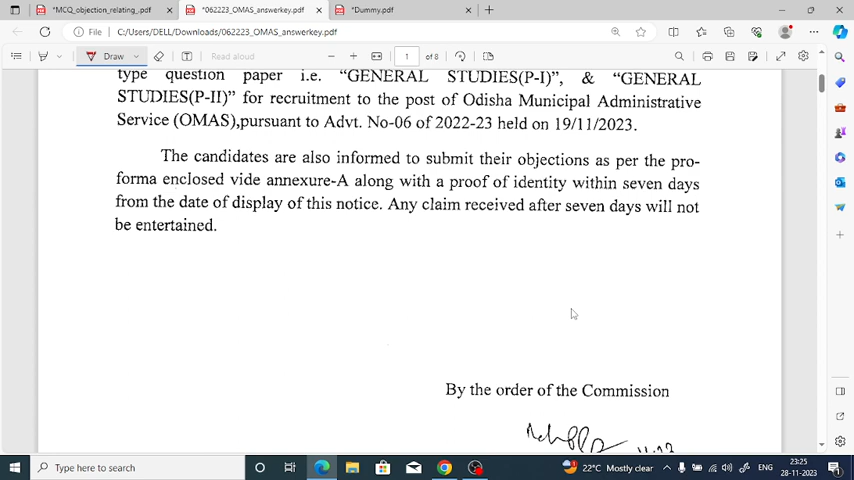 *MCQ_objection_relating_.pdf
*062223_OMAS_answerkey.pdf
*Dummy.pdf
File
C:/Users/DELL/Downloads/062223_OMAS_answerkey.pdf
Draw
Read aloud
1
of 8
type question paper i.e. “GENERAL STUDIES(P-I)”, & “GENERAL
STUDIES(P-II)” for recruitment to the post of Odisha Municipal Administrative
Service (OMAS),pursuant to Advt. No-06 of 2022-23 held on 19/11/2023.
The candidates are also informed to submit their objections as per the pro-
forma enclosed vide annexure-A along with a proof of identity within seven days
from the date of display of this notice. Any claim received after seven days will not
be entertained.
By the order of the Commission
Type here to search
22°C Mostly clear
ENG
23:25
28-11-2023